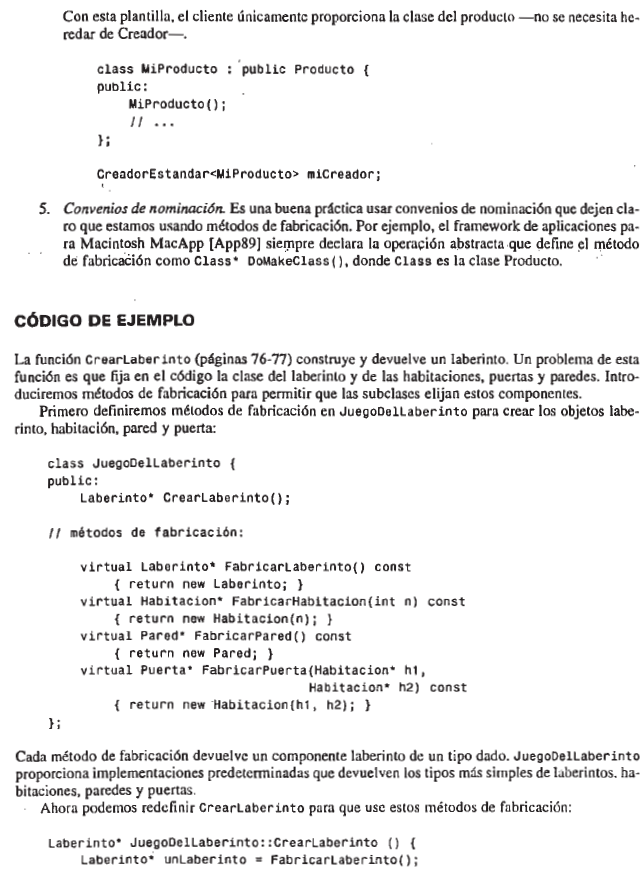 Con esta plantilla, el cliente únicamente proporciona la clase del producto —no se necesita he-
redar de Creador—.
class MiProducto : public Producto {
public:
MiProducto();
// ...
};
CreadorEstandar<MiProducto> miCreador;
5. Convenios de nominación. Es una buena práctica usar convenios de nominación que dejen cla-
ro que estamos usando métodos de fabricación. Por ejemplo, el framework de aplicaciones pa-
ra Macintosh MacApp [App89] siempre declara la operación abstracta que define el método
de fabricación como Class* DoMakeClass(), donde Class es la clase Producto.
CÓDIGO DE EJEMPLO
La función CrearLaberinto (páginas 76-77) construye y devuelve un laberinto. Un problema de esta
función es que fija en el código la clase del laberinto y de las habitaciones, puertas y paredes. Intro-
duciremos métodos de fabricación para permitir que las subclases elijan estos componentes.
Primero definiremos métodos de fabricación en JuegoDelLaberinto para crear los objetos labe-
rinto, habitación, pared y puerta:
class JuegoDelLaberinto {
public:
Laberinto* CrearLaberinto();
// métodos de fabricación:
virtual Laberinto* FabricarLaberinto() const
{ return new Laberinto; }
virtual Habitacion* FabricarHabitacion(int n) const
{ return new Habitacion(n); }
virtual Pared* FabricarPared() const
{ return new Pared; }
virtual Puerta* FabricarPuerta(Habitacion* h1,
Habitacion* h2) const
{ return new Habitacion(h1, h2); }
};
Cada método de fabricación devuelve un componente laberinto de un tipo dado. JuegoDelLaberinto
proporciona implementaciones predeterminadas que devuelven los tipos más simples de laberintos. ha-
bitaciones, paredes y puertas.
Ahora podemos redefinir CrearLaberinto para que use estos métodos de fabricación:
Laberinto* JuegoDelLaberinto::CrearLaberinto () {
Laberinto* unLaberinto = FabricarLaberinto();